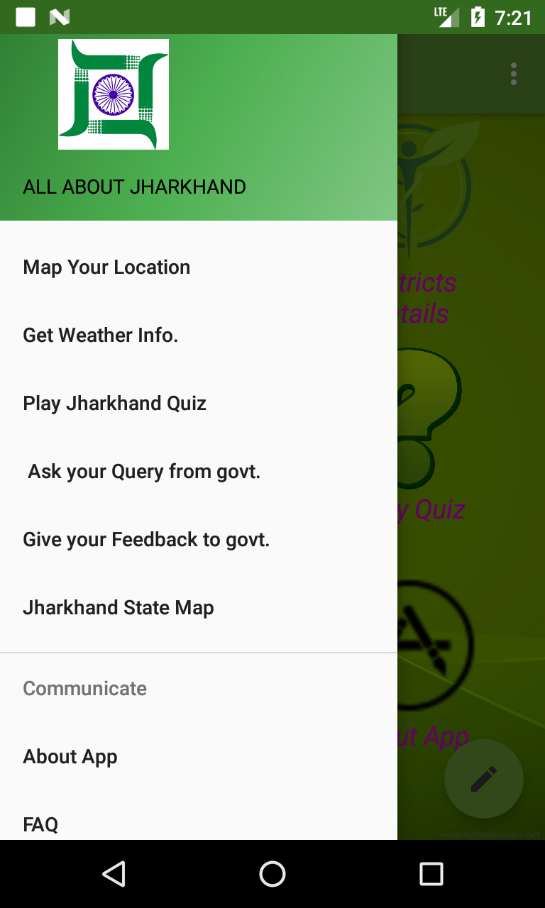 LTE 7:21
ALL ABOUT JHARKHAND
Map Your Location
Get Weather Info.
Play Jharkhand Quiz
Ask your Query from govt.
Give your Feedback to govt.
Jharkhand State Map
Communicate
About App
FAQ
tricts
tails
y Quiz
ut App